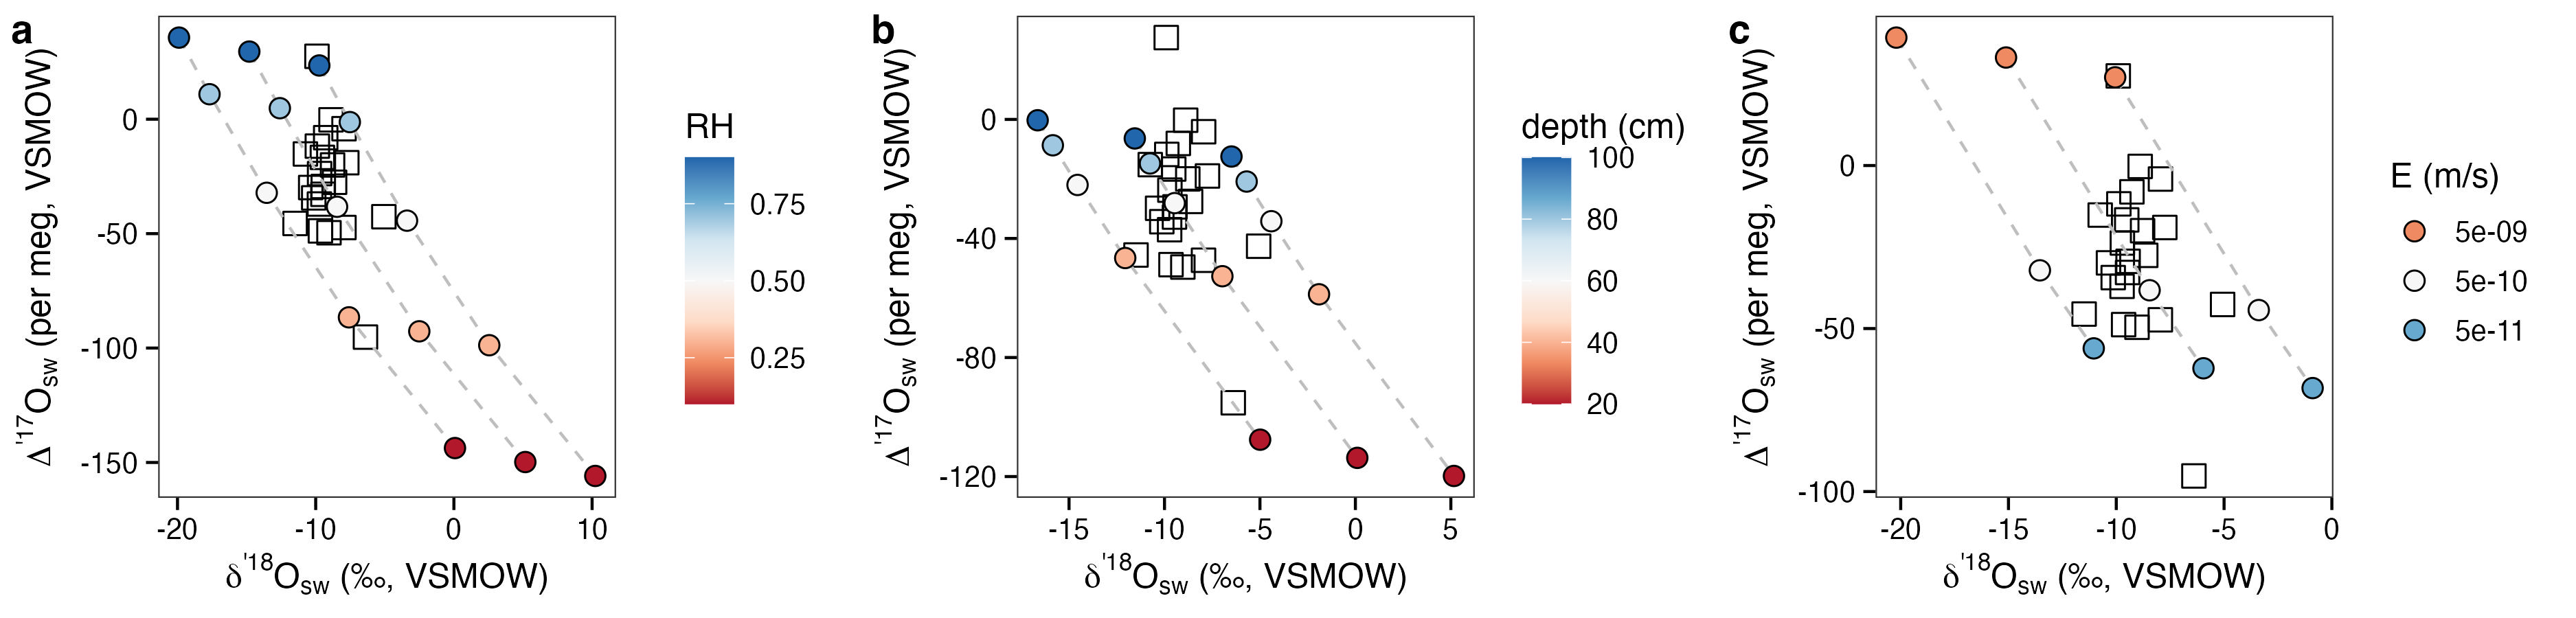 a
Δ'17Osw (per meg, VSMOW)
0
-50
-100
-150
-20 -10 0 10
δ'18Osw (‰, VSMOW)
RH
0.75
0.50
0.25
b
Δ'17Osw (per meg, VSMOW)
0
-40
-80
-120
-15 -10 -5 0 5
δ'18Osw (‰, VSMOW)
depth (cm)
100
80
60
40
20
c
Δ'17Osw (per meg, VSMOW)
0
-50
-100
-20 -15 -10 -5 0
δ'18Osw (‰, VSMOW)
E (m/s)
5e-09
5e-10
5e-11